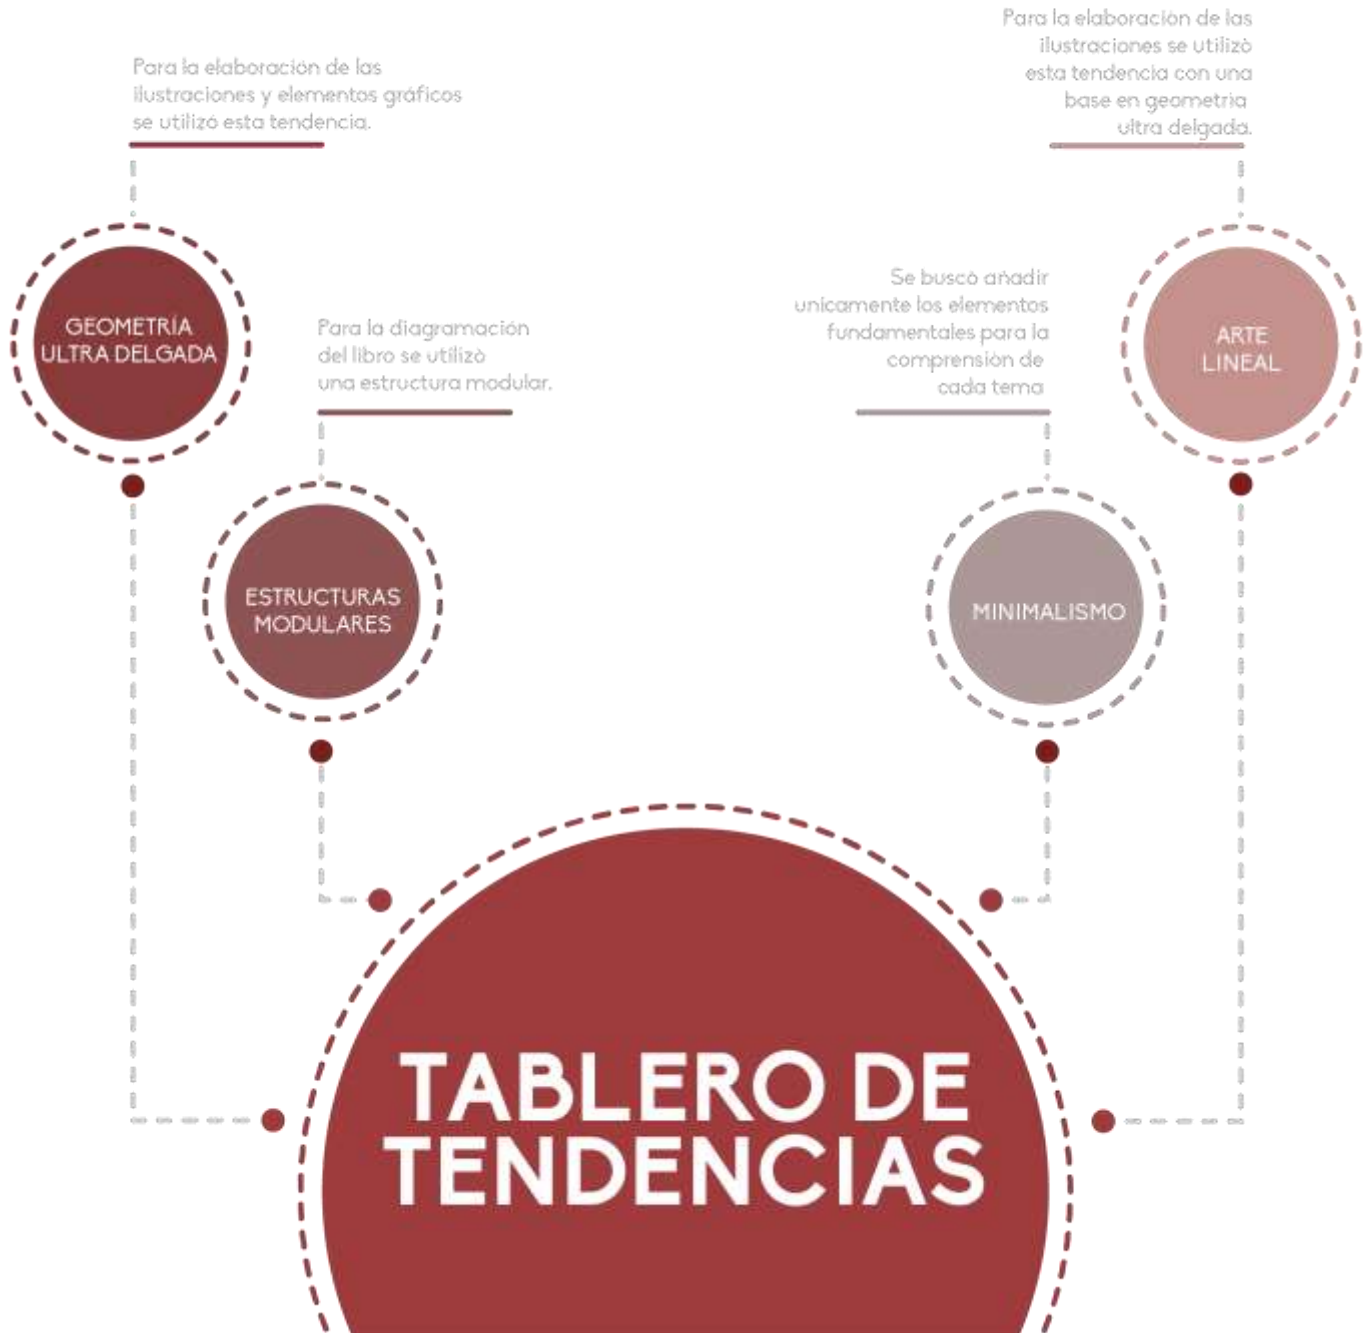 Para la elaboración de las
ilustraciones y elementos gráficos
se utilizó esta tendencia.
GEOMETRÍA
ULTRA DELGADA
Para la diagramación
del libro se utilizó
una estructura modular.
ESTRUCTURAS
MODULARES
Se buscó añadir
unicamente los elementos
fundamentales para la
comprensión de
cada tema
MINIMALISMO
Para la elaboración de las
ilustraciones se utilizó
esta tendencia con una
base en geometría
ultra delgada.
ARTE
LINEAL
TABLERO DE
TENDENCIAS